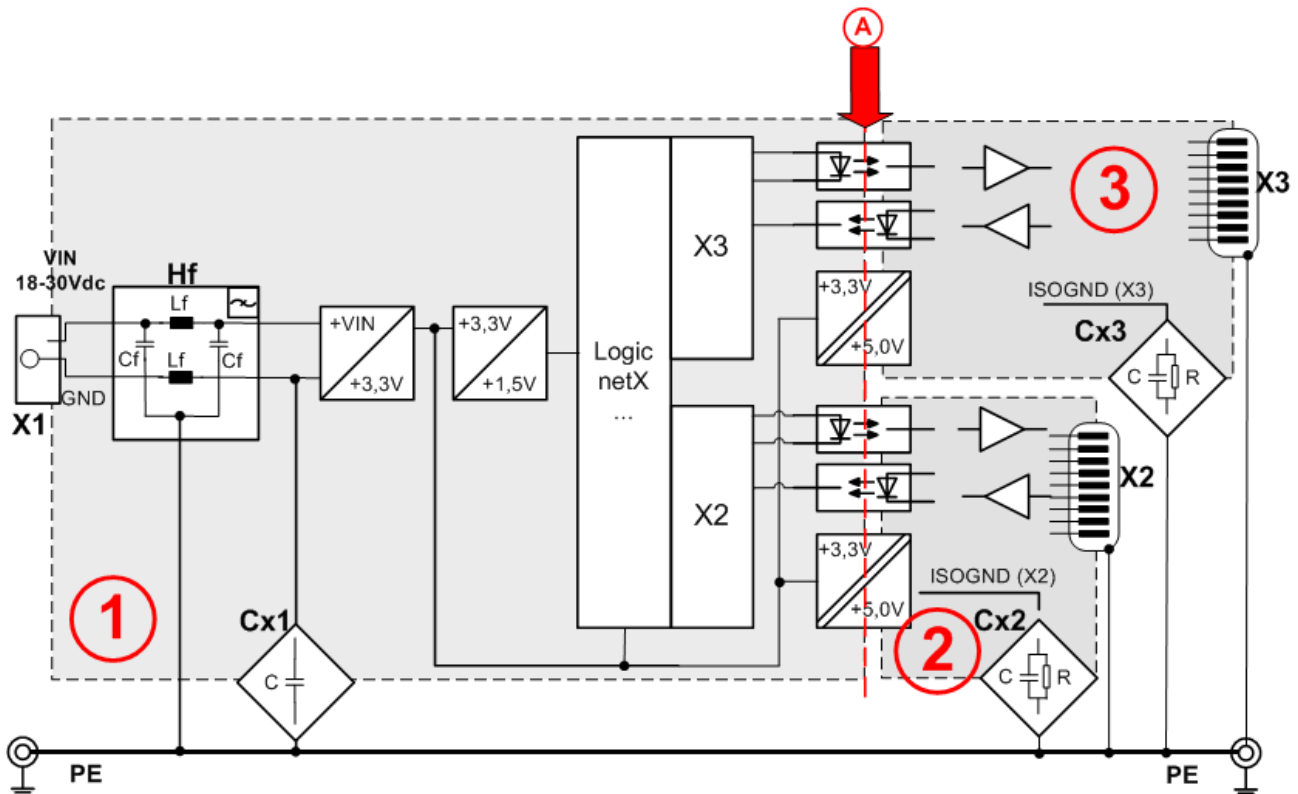 A
VIN
18-30Vdc
Hf
Lf
Cf
Lf
Cf
GND
X1
+VIN
+3,3V
+3,3V
+1,5V
Logic
netX
...
X3
X2
+3,3V
+5,0V
+3,3V
+5,0V
3
X3
ISOGND (X3)
Cx3
C
R
X2
ISOGND (X2)
Cx2
C
R
1
Cx1
C
2
PE
PE